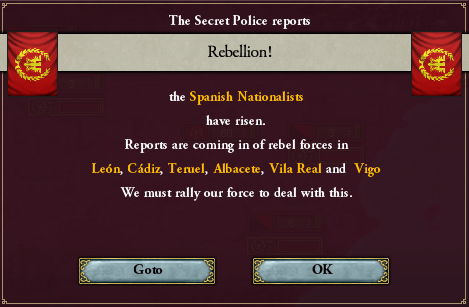 The Secret Police reports
Rebellion!
the Spanish Nationalists
have risen.
Reports are coming in of rebel forces in
León, Cádiz, Teruel, Albacete, Vila Real and Vigo
We must rally our force to deal with this.
Goto
OK